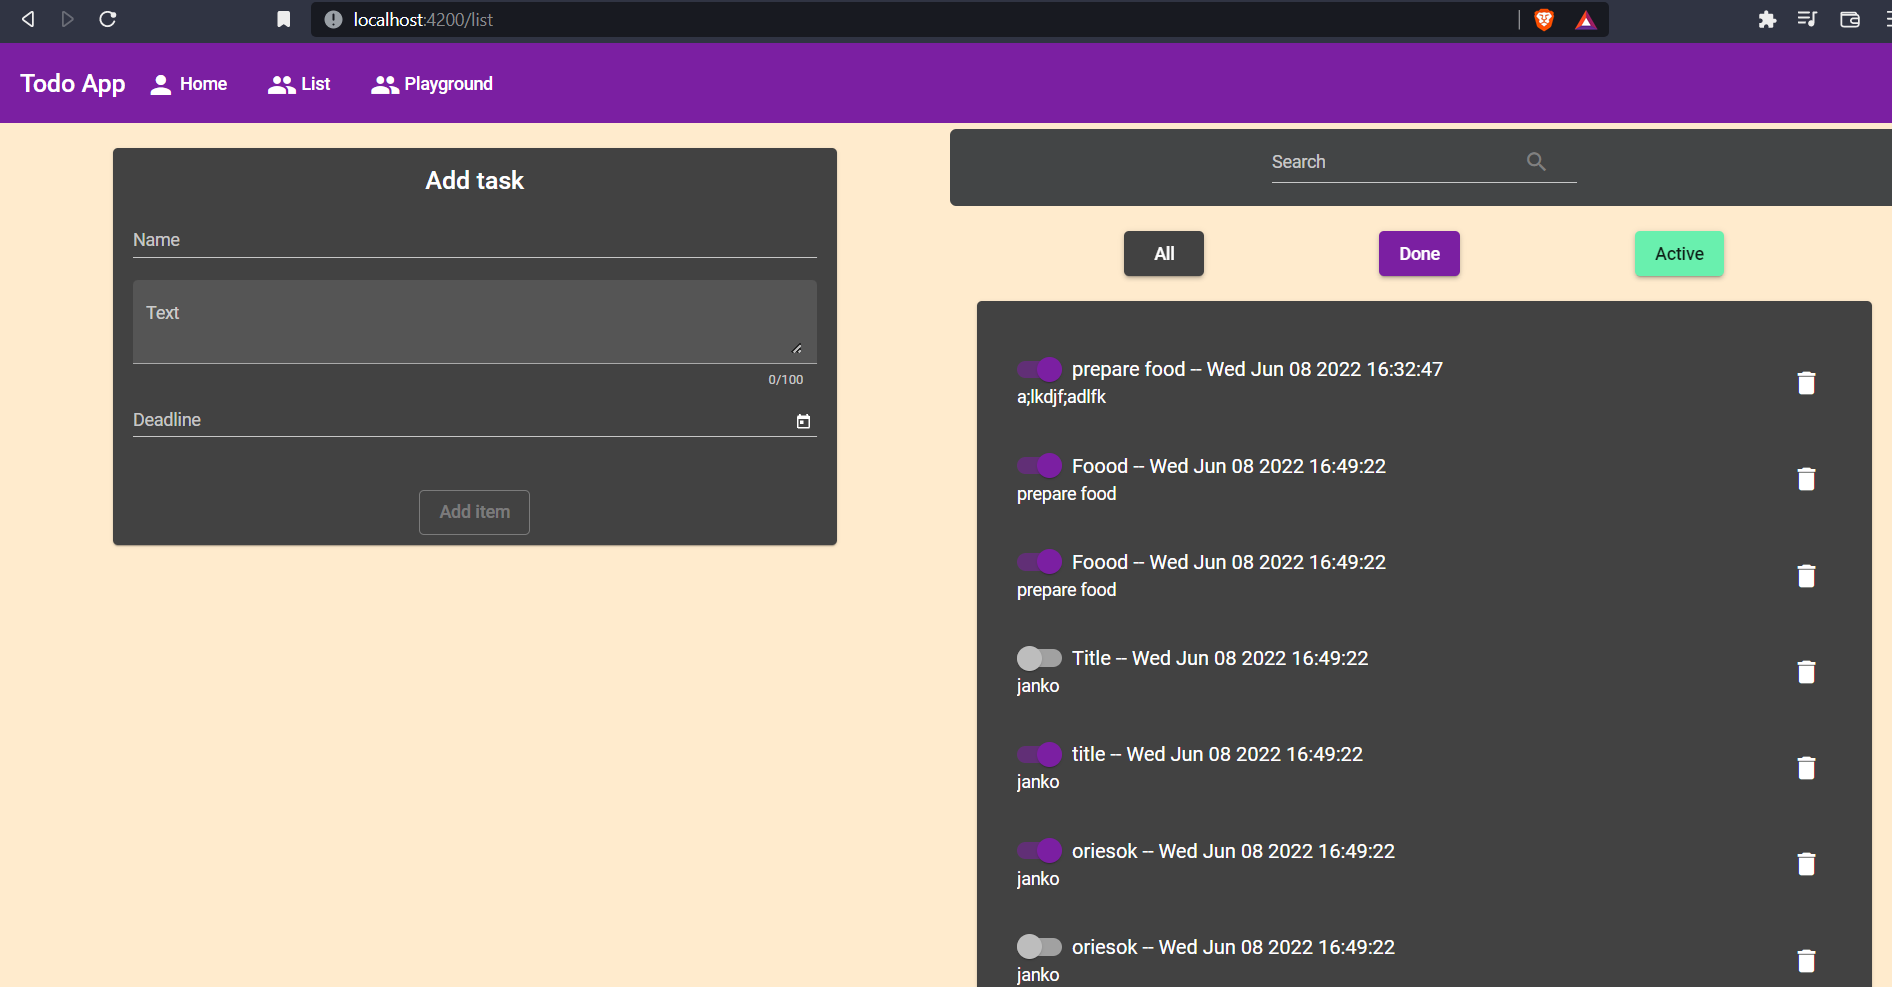 localhost:4200/list
Todo App Home List Playground
Add task
Name
Text
0/100
Deadline
Add item
Search
All Done Active
prepare food -- Wed Jun 08 2022 16:32:47
a;lkdjf;adlfk
Foood -- Wed Jun 08 2022 16:49:22
prepare food
Foood -- Wed Jun 08 2022 16:49:22
prepare food
Title -- Wed Jun 08 2022 16:49:22
janko
title -- Wed Jun 08 2022 16:49:22
janko
oriesok -- Wed Jun 08 2022 16:49:22
janko
oriesok -- Wed Jun 08 2022 16:49:22
janko